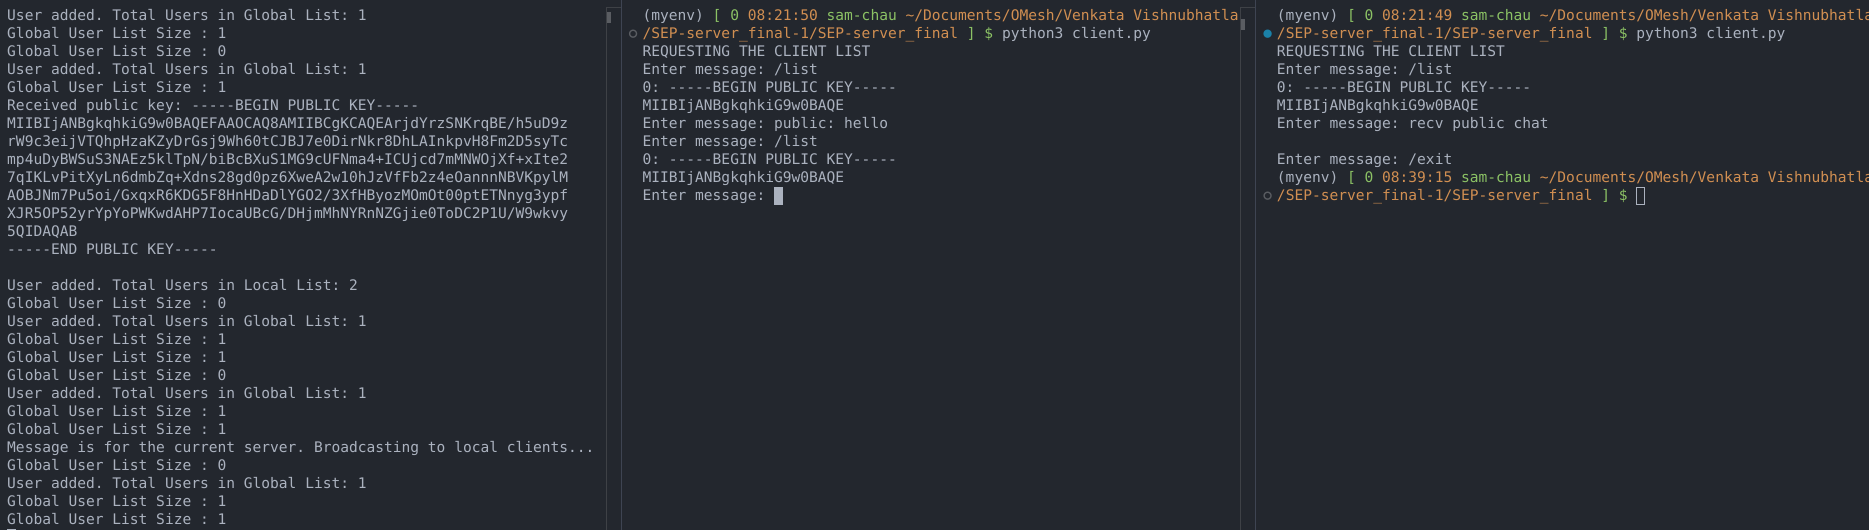 User added. Total Users in Global List: 1
Global User List Size : 1
Global User List Size : 0
User added. Total Users in Global List: 1
Global User List Size : 1
Received public key: -----BEGIN PUBLIC KEY-----
MIIBIjANBgkqhkiG9w0BAQEFAAOCAQ8AMIIBCgKCAQEArjdYrzSNKrqBE/h5uD9z
rW9c3eijVTQhpHzaKZyDrGsj9Wh60tCJBJ7e0DirNkr8DhLAInkpvH8Fm2D5syTc
mp4uDyBWSuS3NAEz5klTpN/biBcBXuS1MG9cUFNma4+ICUjcd7mMNWOjXf+xIte2
7qIKLvPitXyLn6dmbZq+Xdns28gd0pz6XweA2w10hJzVfFb2z4eOannnNBVKpylM
AOBJNm7Pu5oi/GxqxR6KDG5F8HnHDaDlYGO2/3XfHByozMOmOt00ptETNnyg3ypf
XJR5OP52yrYpYoPWKwdAHP7IocaUBcG/DHjmMhNYRnNZGjie0ToDC2P1U/W9wkvy
5QIDAQAB
-----END PUBLIC KEY-----
User added. Total Users in Local List: 2
Global User List Size : 0
User added. Total Users in Global List: 1
Global User List Size : 1
Global User List Size : 1
Global User List Size : 0
User added. Total Users in Global List: 1
Global User List Size : 1
Global User List Size : 1
Message is for the current server. Broadcasting to local clients...
Global User List Size : 0
User added. Total Users in Global List: 1
Global User List Size : 1
Global User List Size : 1
(myenv) [ 0 08:21:50 sam-chau ~/Documents/OMesh/Venkata Vishnubhatla
/SEP-server_final-1/SEP-server_final ] $ python3 client.py
REQUESTING THE CLIENT LIST
Enter message: /list
0: -----BEGIN PUBLIC KEY-----
MIIBIjANBgkqhkiG9w0BAQE
Enter message: public: hello
Enter message: /list
0: -----BEGIN PUBLIC KEY-----
MIIBIjANBgkqhkiG9w0BAQE
Enter message:
(myenv) [ 0 08:21:49 sam-chau ~/Documents/OMesh/Venkata Vishnubhatla
/SEP-server_final-1/SEP-server_final ] $ python3 client.py
REQUESTING THE CLIENT LIST
Enter message: /list
0: -----BEGIN PUBLIC KEY-----
MIIBIjANBgkqhkiG9w0BAQE
Enter message: recv public chat
Enter message: /exit
(myenv) [ 0 08:39:15 sam-chau ~/Documents/OMesh/Venkata Vishnubhatla
/SEP-server_final-1/SEP-server_final ] $